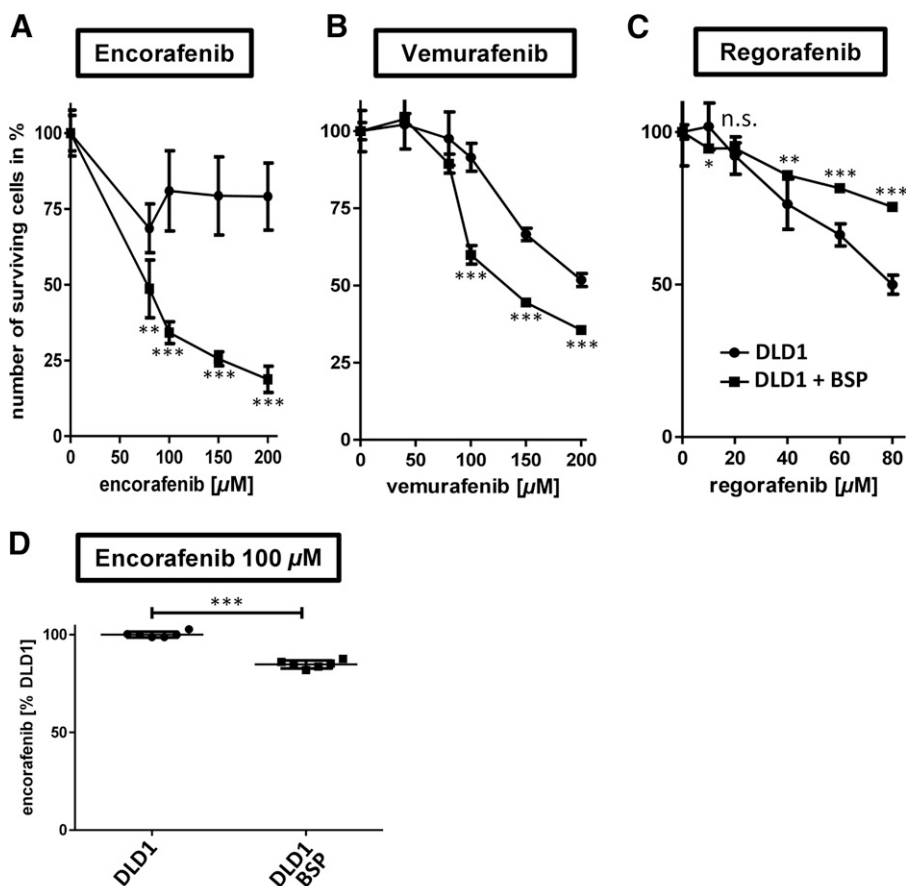 A
Encorafenib
B
Vemurafenib
C
Regorafenib
number of surviving cells in %
100
75
50
25
0
**
***
***
***
0 50 100 150 200
encorafenib [µM]
100
75
50
25
0
***
***
***
0 50 100 150 200
vemurafenib [µM]
100
50
0
n.s.
*
**
***
***
DLD1
DLD1 + BSP
0 20 40 60 80
regorafenib [µM]
D
Encorafenib 100 µM
***
encorafenib [% DLD1]
100
50
0
DLD1
DLD1
BSP